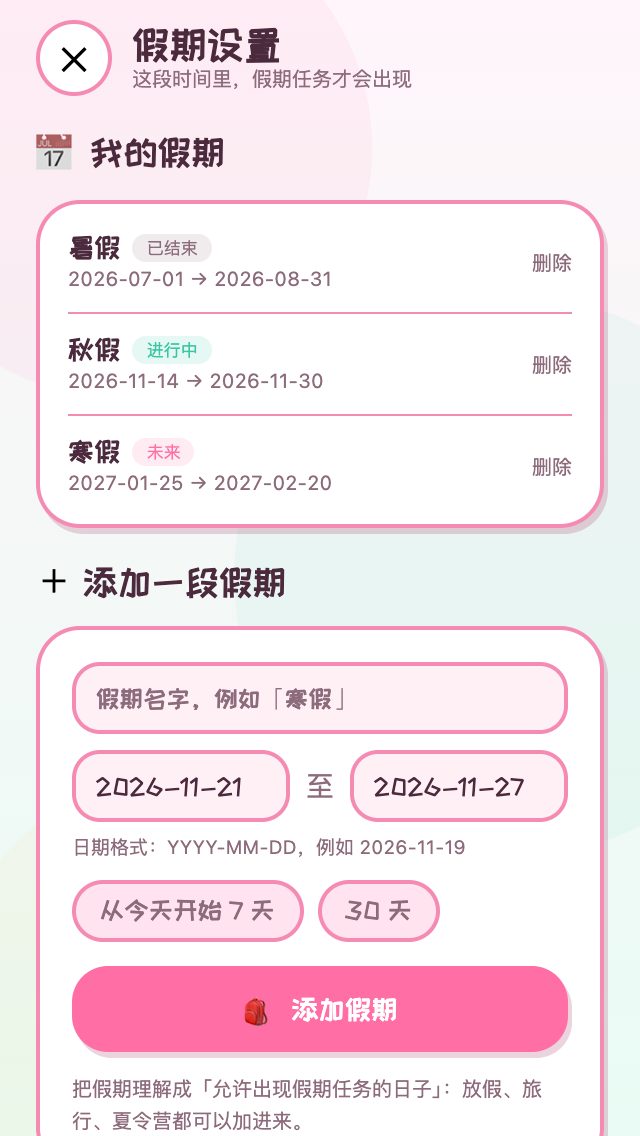 假期设置
这段时间里，假期任务才会出现
JUL
17
我的假期
暑假 已结束
2026-07-01 → 2026-08-31
删除
秋假 进行中
2026-11-14 → 2026-11-30
删除
寒假 未来
2027-01-25 → 2027-02-20
删除
+ 添加一段假期
假期名字，例如「寒假」
2026-11-21 至 2026-11-27
日期格式：YYYY-MM-DD，例如 2026-11-19
从今天开始 7 天 30 天
添加假期
把假期理解成「允许出现假期任务的日子」：放假、旅
行、夏令营都可以加进来。